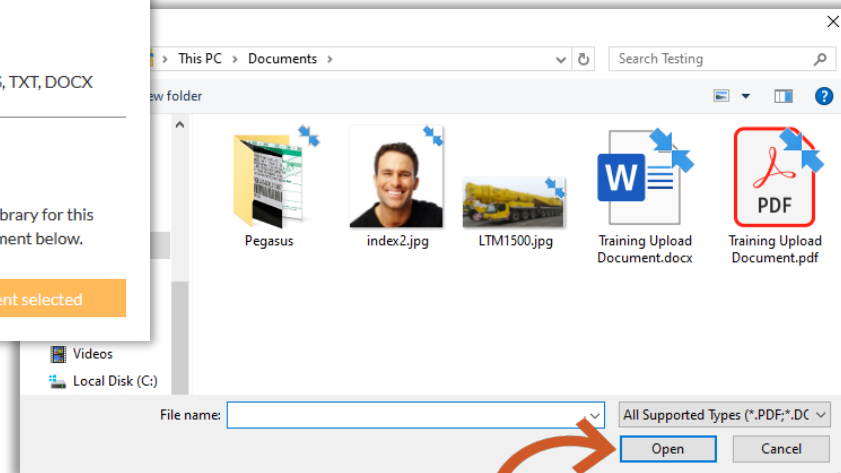 This PC > Documents >
Search Testing
, TXT, DOCX
ew folder
?
brary for this
ment below.
Pegasus
index2.jpg
LTM1500.jpg
W
PDF
Training Upload
Document.docx
Training Upload
Document.pdf
ent selected
Videos
Local Disk (C:)
File name:
All Supported Types (*.PDF;*.DC
Open
Cancel